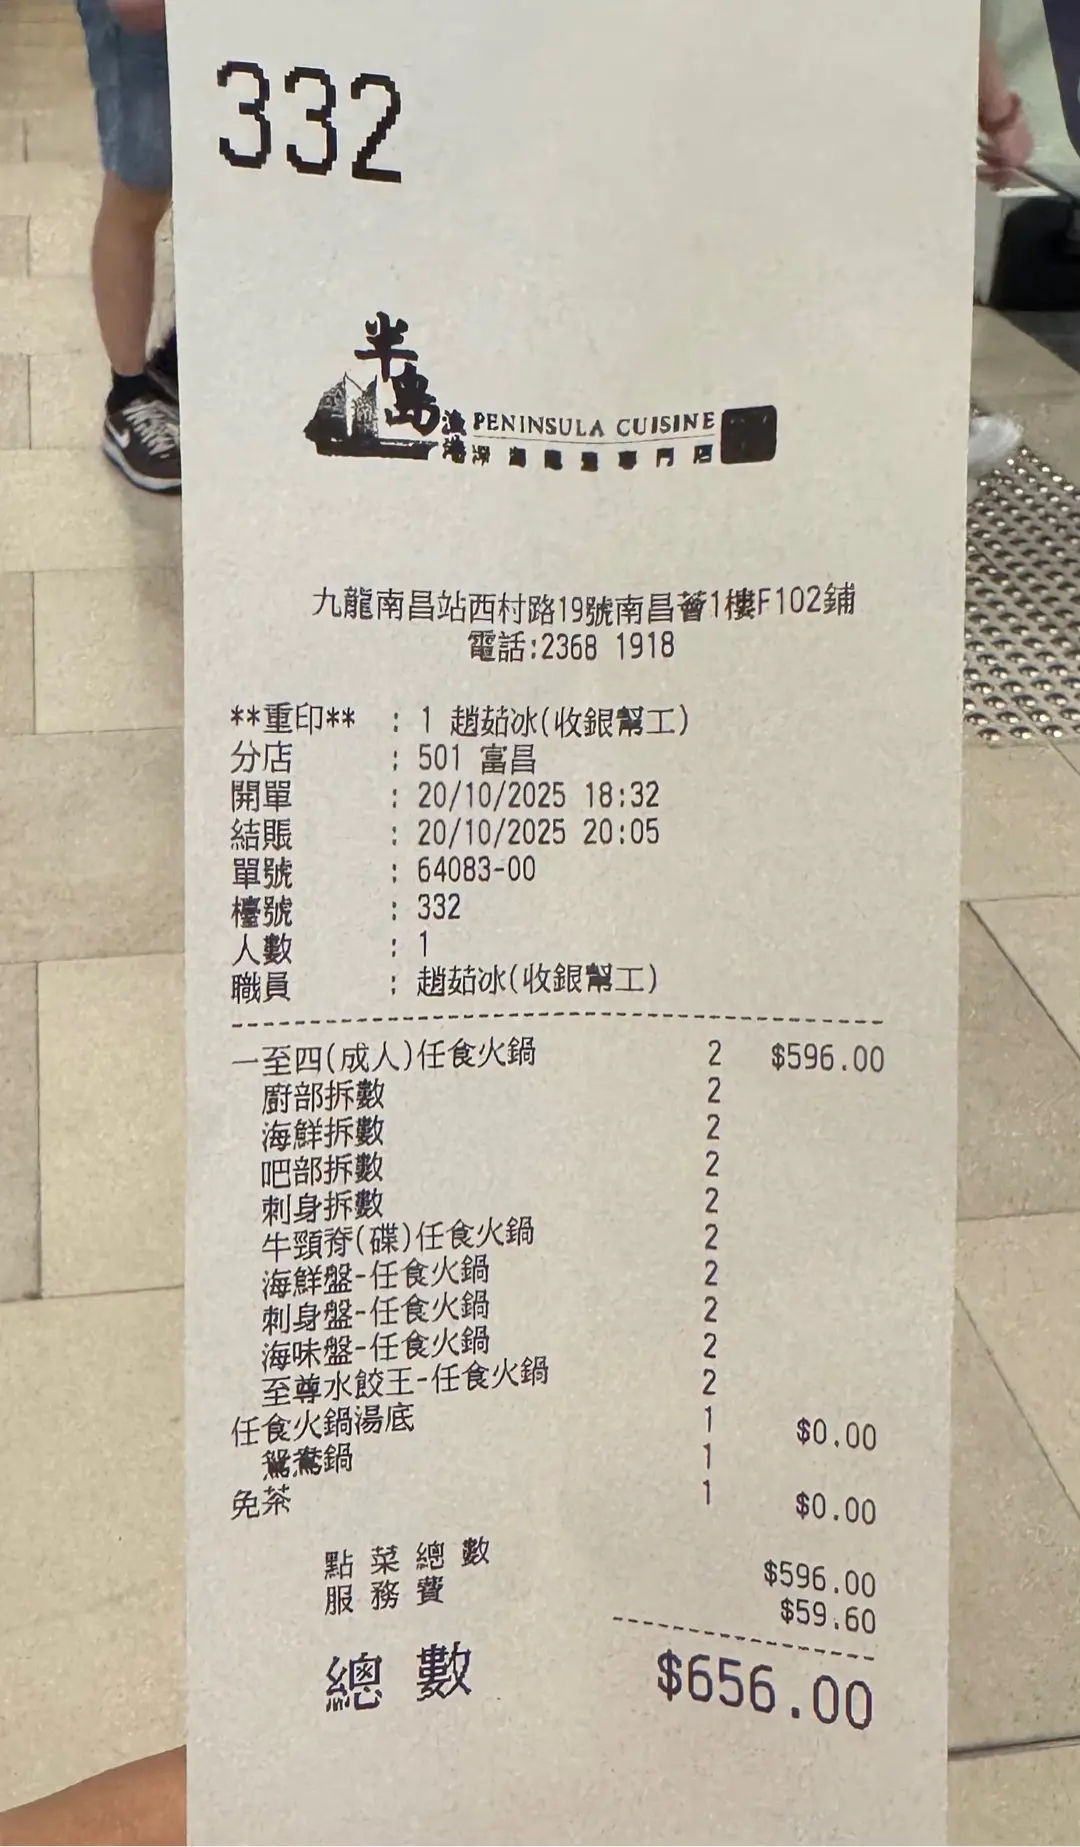 332
半島
漁港
PENINSULA CUISINE
深海龍躉專門店
九龍南昌站西村路19號南昌薈1樓F102鋪
電話:2368 1918
**重印** : 1 趙茹冰(收銀幫工)
分店 : 501 富昌
開單 : 20/10/2025 18:32
結賬 : 20/10/2025 20:05
單號 : 64083-00
檯號 : 332
人數 : 1
職員 : 趙茹冰(收銀幫工)
一至四(成人)任食火鍋 2 $596.00
廚部拆數 2
海鮮拆數 2
吧部拆數 2
刺身拆數 2
牛頸脊(碟)任食火鍋 2
海鮮盤-任食火鍋 2
刺身盤-任食火鍋 2
海味盤-任食火鍋 2
至尊水餃王-任食火鍋 2
任食火鍋湯底 1 $0.00
鴛鴦鍋 1
免茶 1 $0.00
點菜總數 $596.00
服務費 $59.60
總數 $656.00